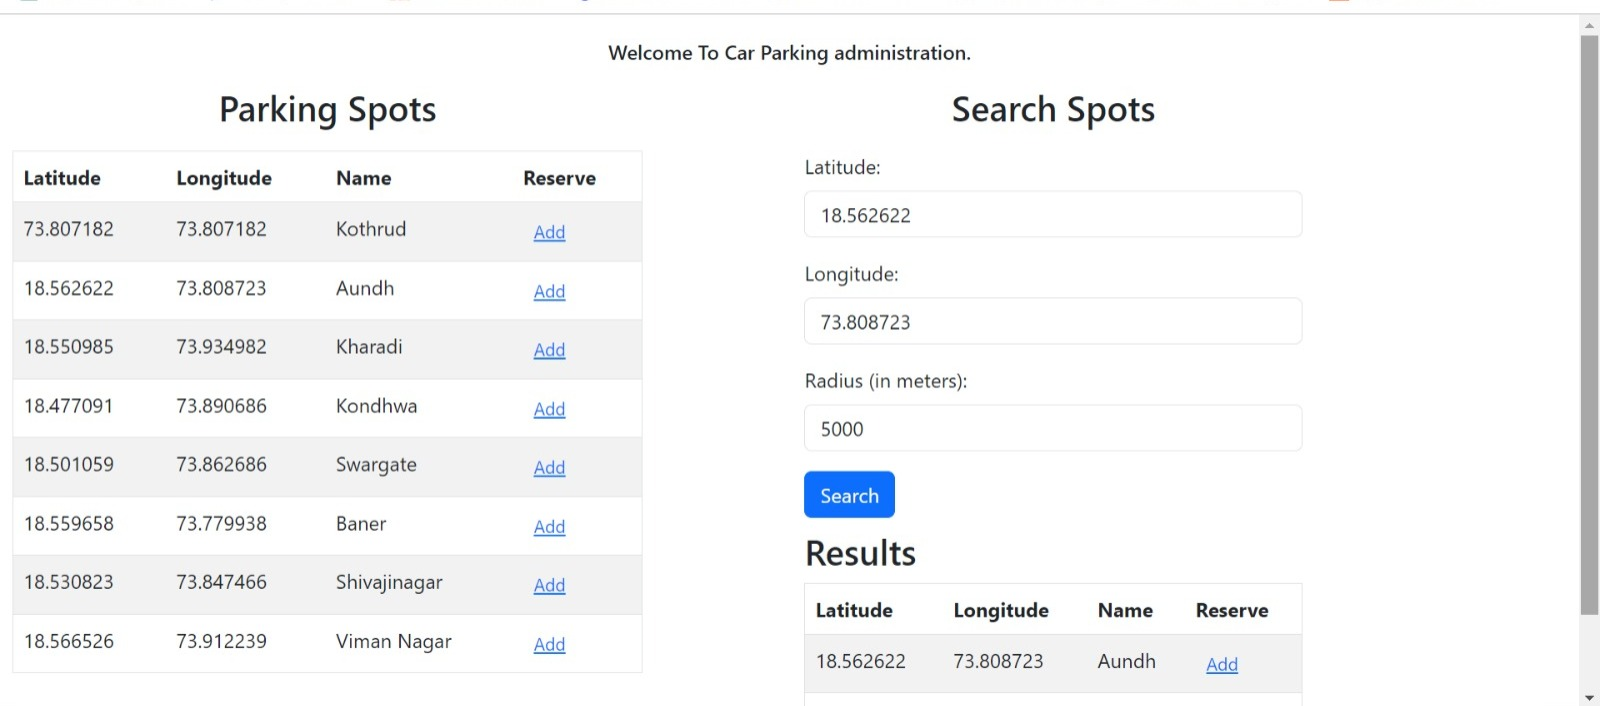 Welcome To Car Parking administration.
Parking Spots
Latitude Longitude Name Reserve
73.807182 73.807182 Kothrud Add
18.562622 73.808723 Aundh Add
18.550985 73.934982 Kharadi Add
18.477091 73.890686 Kondhwa Add
18.501059 73.862686 Swargate Add
18.559658 73.779938 Baner Add
18.530823 73.847466 Shivajinagar Add
18.566526 73.912239 Viman Nagar Add
Search Spots
Latitude:
18.562622
Longitude:
73.808723
Radius (in meters):
5000
Search
Results
Latitude Longitude Name Reserve
18.562622 73.808723 Aundh Add